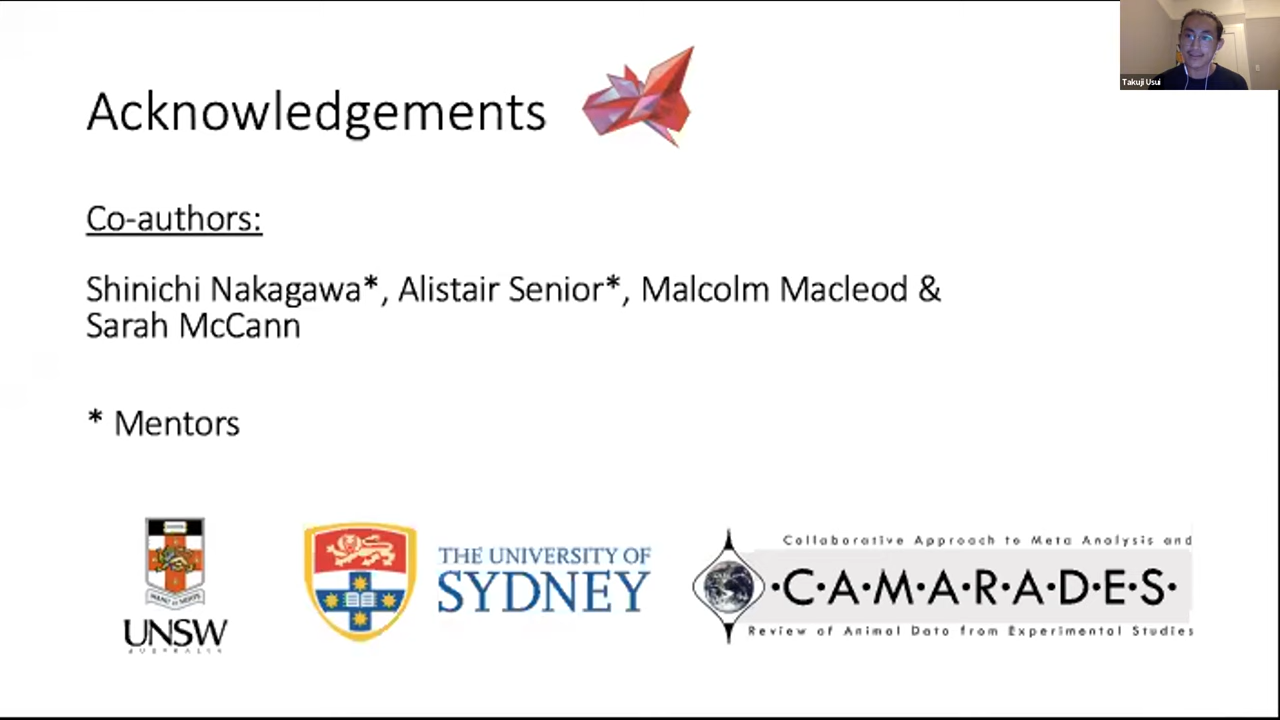 Takuji Usui
Acknowledgements
Co-authors:
Shinichi Nakagawa*, Alistair Senior*, Malcolm Macleod &
Sarah McCann
* Mentors
UNSW
AUSTRALIA
THE UNIVERSITY OF
SYDNEY
Collaborative Approach to Meta Analysis and
·C·A·M·A·R·A·D·E·S·
Review of Animal Data from Experimental Studies